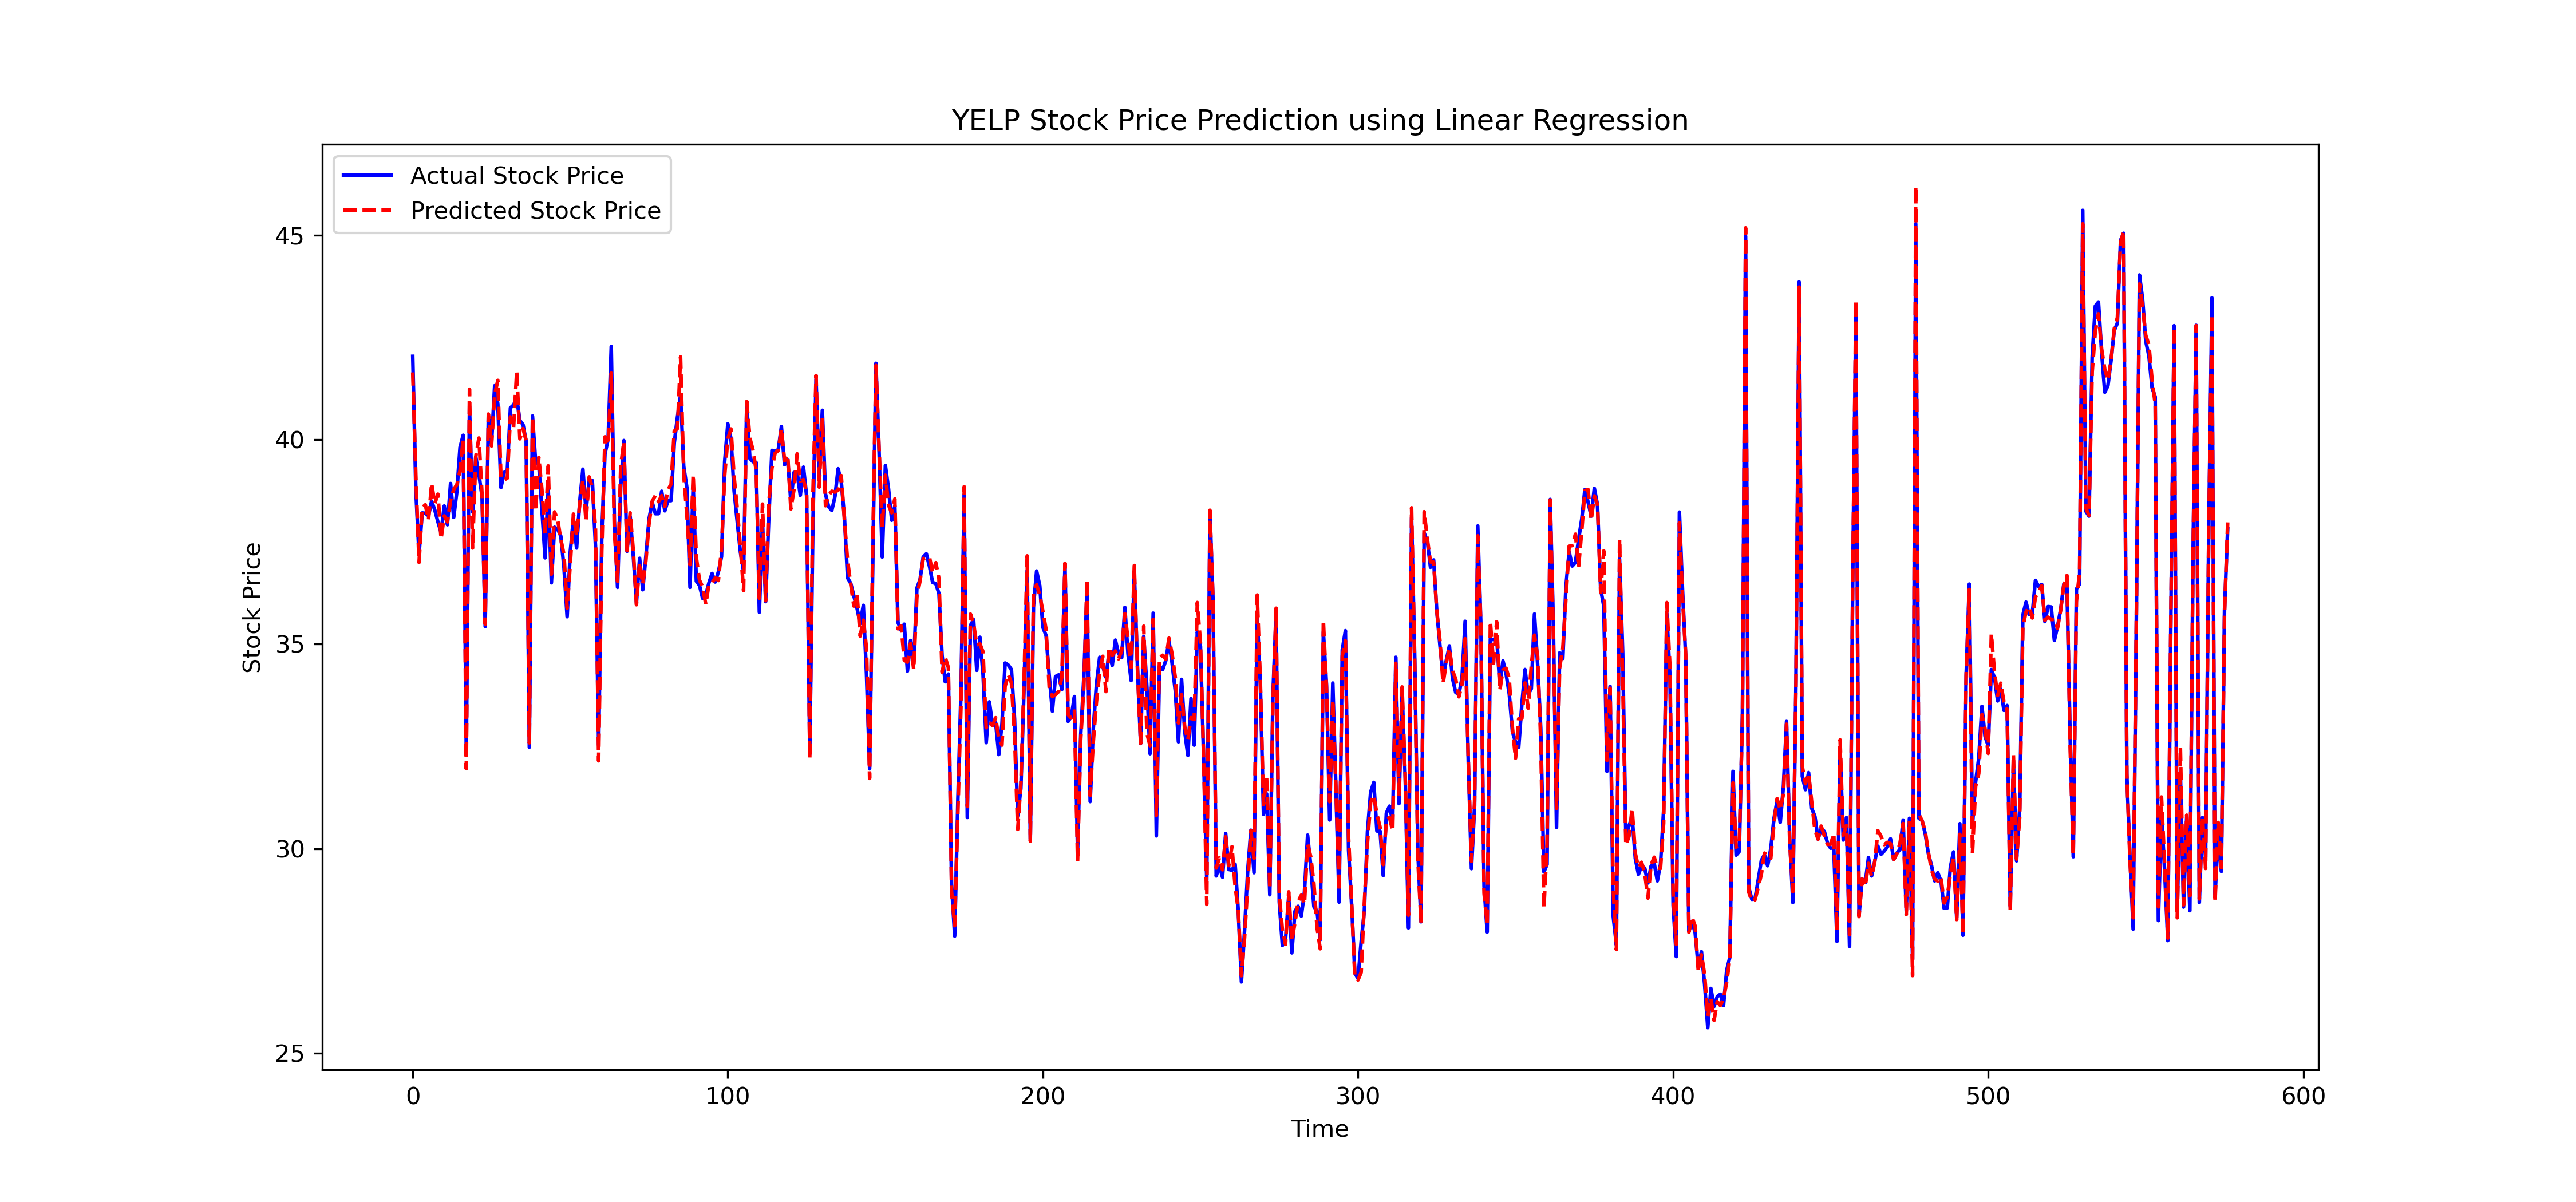 YELP Stock Price Prediction using Linear Regression
Actual Stock Price
Predicted Stock Price
45
40
35
30
25
Stock Price
0 100 200 300 400 500 600
Time